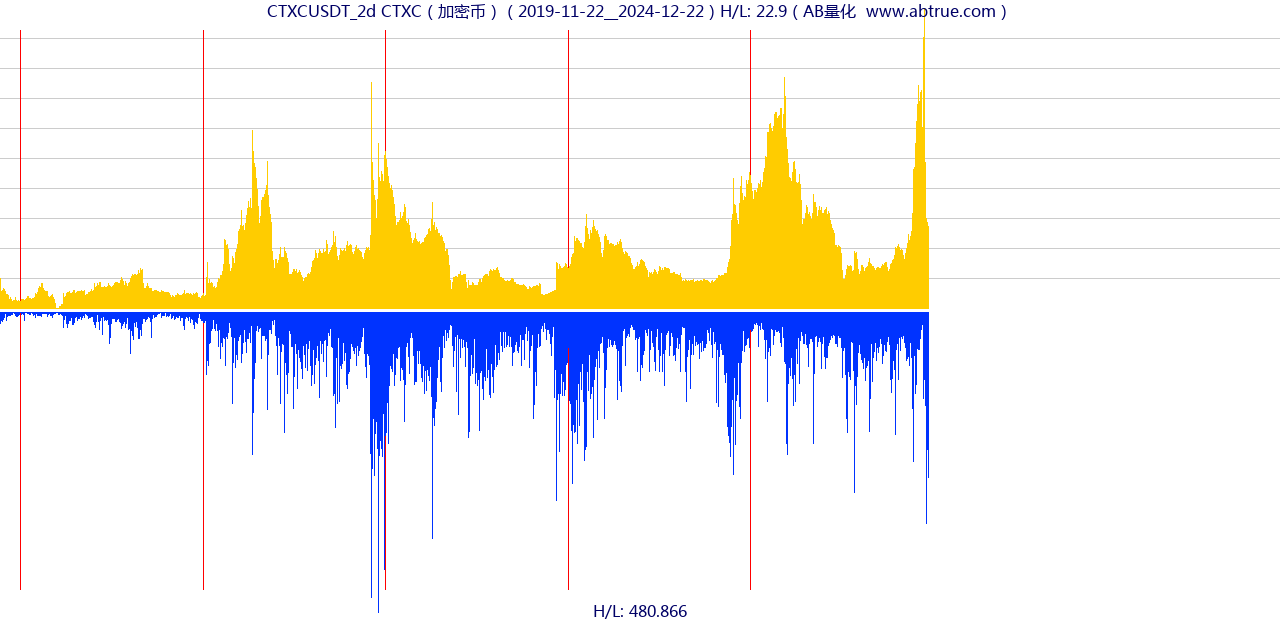 CTXCUSDT_2d CTXC（加密币）（2019-11-22__2024-12-22）H/L: 22.9（AB量化  www.abtrue.com）
H/L: 480.866